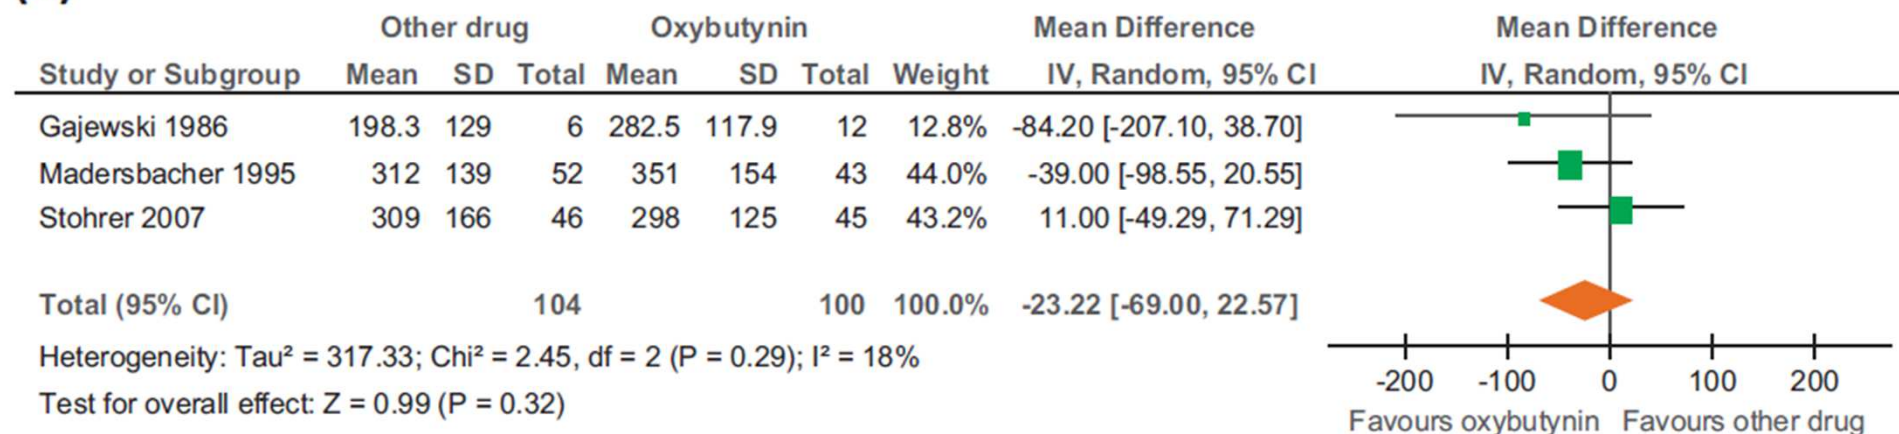 Other drug Oxybutynin Mean Difference Mean Difference
Study or Subgroup Mean SD Total Mean SD Total Weight IV, Random, 95% CI IV, Random, 95% CI
Gajewski 1986 198.3 129 6 282.5 117.9 12 12.8% -84.20 [-207.10, 38.70]
Madersbacher 1995 312 139 52 351 154 43 44.0% -39.00 [-98.55, 20.55]
Stohrer 2007 309 166 46 298 125 45 43.2% 11.00 [-49.29, 71.29]
Total (95% CI) 104 100 100.0% -23.22 [-69.00, 22.57]
Heterogeneity: Tau² = 317.33; Chi² = 2.45, df = 2 (P = 0.29); I² = 18%
Test for overall effect: Z = 0.99 (P = 0.32)
-200 -100 0 100 200
Favours oxybutynin Favours other drug